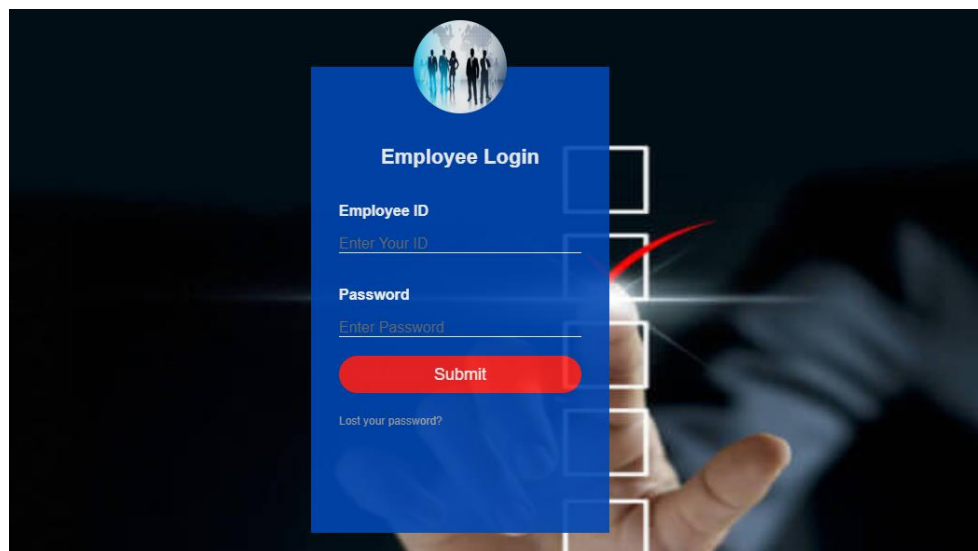 Employee Login
Employee ID
Enter Your ID
Password
Enter Password
Submit
Lost your password?